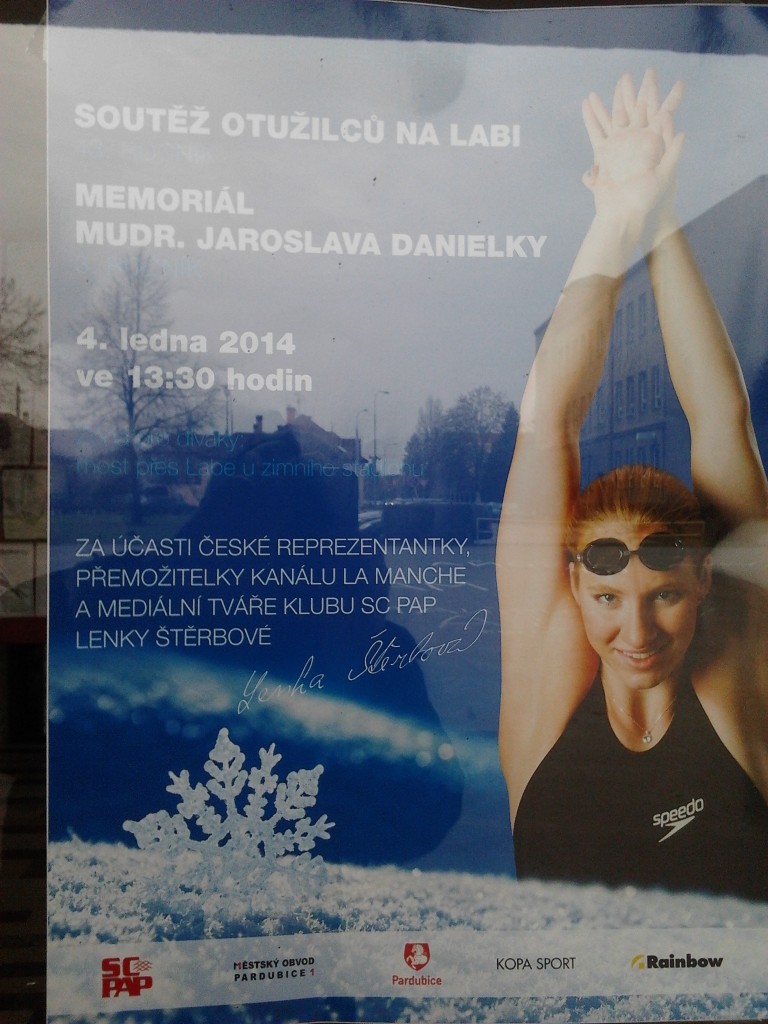 SOUTĚŽ OTUŽILCŮ NA LABI
MEMORIÁL
MUDR. JAROSLAVA DANIELKY
4. ledna 2014
ve 13:30 hodin
diváky:
most přes Labe u zimního stadionu
ZA ÚČASTI ČESKÉ REPREZENTANTKY,
PŘEMOŽITELKY KANÁLU LA MANCHE
A MEDIÁLNÍ TVÁŘE KLUBU SC PAP
LENKY ŠTĚRBOVÉ
Lenka Štěrbová
speedo
SC
PAP
MĚSTSKÝ OBVOD
PARDUBICE 1
Pardubice
KOPA SPORT
Rainbow